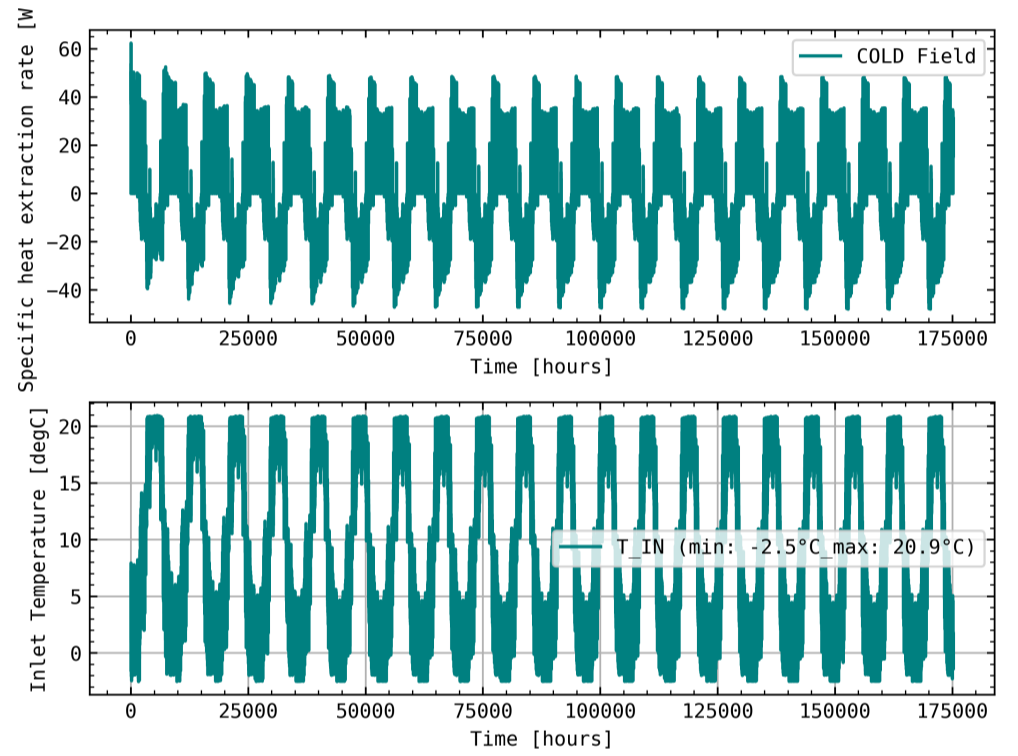 Specific heat extraction rate [W
60
40
20
0
−20
−40
COLD Field
0 25000 50000 75000 100000 125000 150000 175000
Time [hours]
Inlet Temperature [degC]
20
15
10
5
0
T_IN (min: -2.5°C_max: 20.9°C)
0 25000 50000 75000 100000 125000 150000 175000
Time [hours]